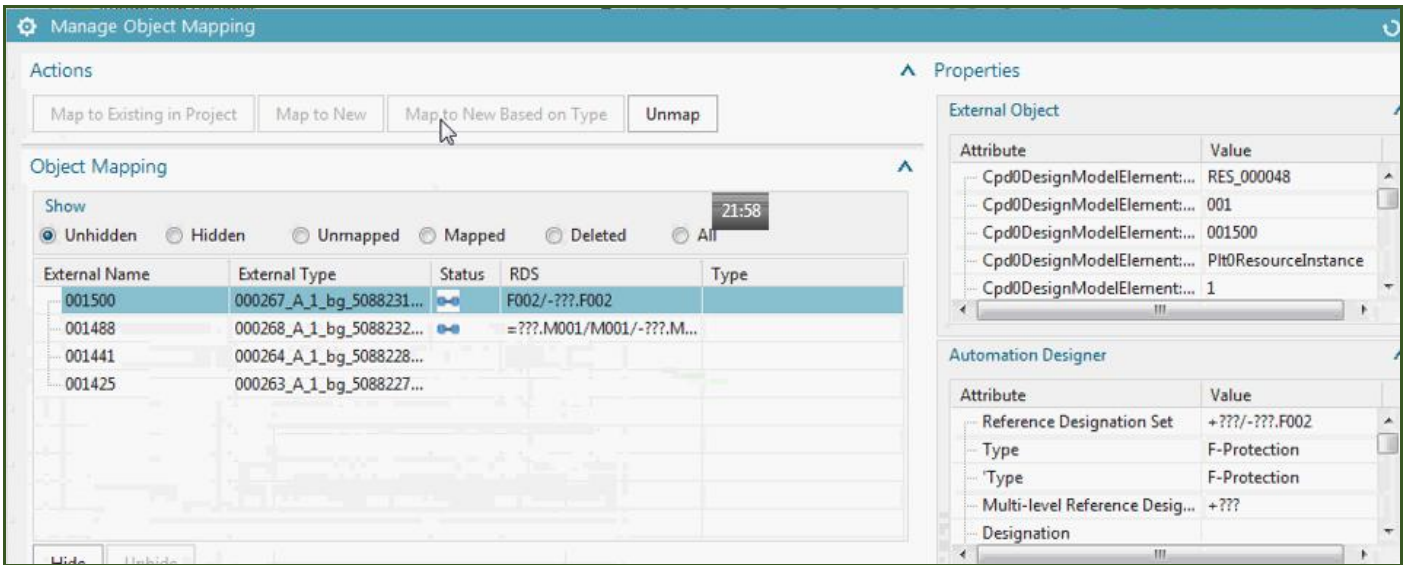 Manage Object Mapping
Actions
Map to Existing in Project Map to New Map to New Based on Type Unmap
Object Mapping
Show
21:58
Unhidden Hidden Unmapped Mapped Deleted All
External Name External Type Status RDS Type
001500 000267_A_1_bg_5088231... F002/-???.F002
001488 000268_A_1_bg_5088232... =???.M001/M001/-???.M...
001441 000264_A_1_bg_5088228...
001425 000263_A_1_bg_5088227...
Hide Unhide
Properties
External Object
Attribute Value
Cpd0DesignModelElement:... RES_000048
Cpd0DesignModelElement:... 001
Cpd0DesignModelElement:... 001500
Cpd0DesignModelElement:... Plt0ResourceInstance
Cpd0DesignModelElement:... 1
Automation Designer
Attribute Value
Reference Designation Set +???/-???.F002
Type F-Protection
'Type F-Protection
Multi-level Reference Desig... +???
Designation